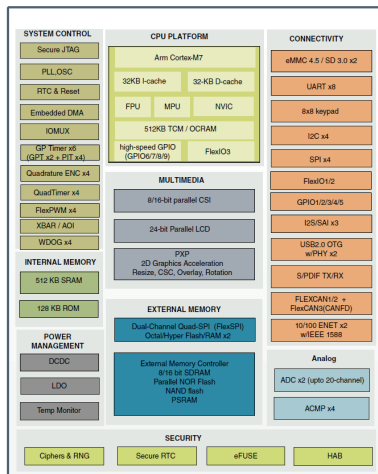 SYSTEM CONTROL
Secure JTAG
PLL,OSC
RTC & Reset
Embedded DMA
IOMUX
GP Timer x6
(GPT x2 + PIT x4)
Quadrature ENC x4
QuadTimer x4
FlexPWM x4
XBAR / AOI
WDOG x4
INTERNAL MEMORY
512 KB SRAM
128 KB ROM
POWER
MANAGEMENT
DCDC
LDO
Temp Monitor
CPU PLATFORM
Arm Cortex-M7
32KB I-cache
32-KB D-cache
FPU
MPU
NVIC
512KB TCM / OCRAM
high-speed GPIO
(GPIO6/7/8/9)
FlexIO3
MULTIMEDIA
8/16-bit parallel CSI
24-bit Parallel LCD
PXP
2D Graphics Acceleration
Resize, CSC, Overlay, Rotation
EXTERNAL MEMORY
Dual-Channel Quad-SPI (FlexSPI)
Octal/Hyper Flash/RAM x2
External Memory Controller
8/16 bit SDRAM
Parallel NOR Flash
NAND flash
PSRAM
CONNECTIVITY
eMMC 4.5 / SD 3.0 x2
UART x8
8x8 keypad
I2C x4
SPI x4
FlexIO1/2
GPIO1/2/3/4/5
I2S/SAI x3
USB2.0 OTG
w/PHY x2
S/PDIF TX/RX
FLEXCAN1/2 +
FlexCAN3(CANFD)
10/100 ENET x2
w/IEEE 1588
Analog
ADC x2 (upto 20-channel)
ACMP x4
SECURITY
Ciphers & RNG
Secure RTC
eFUSE
HAB